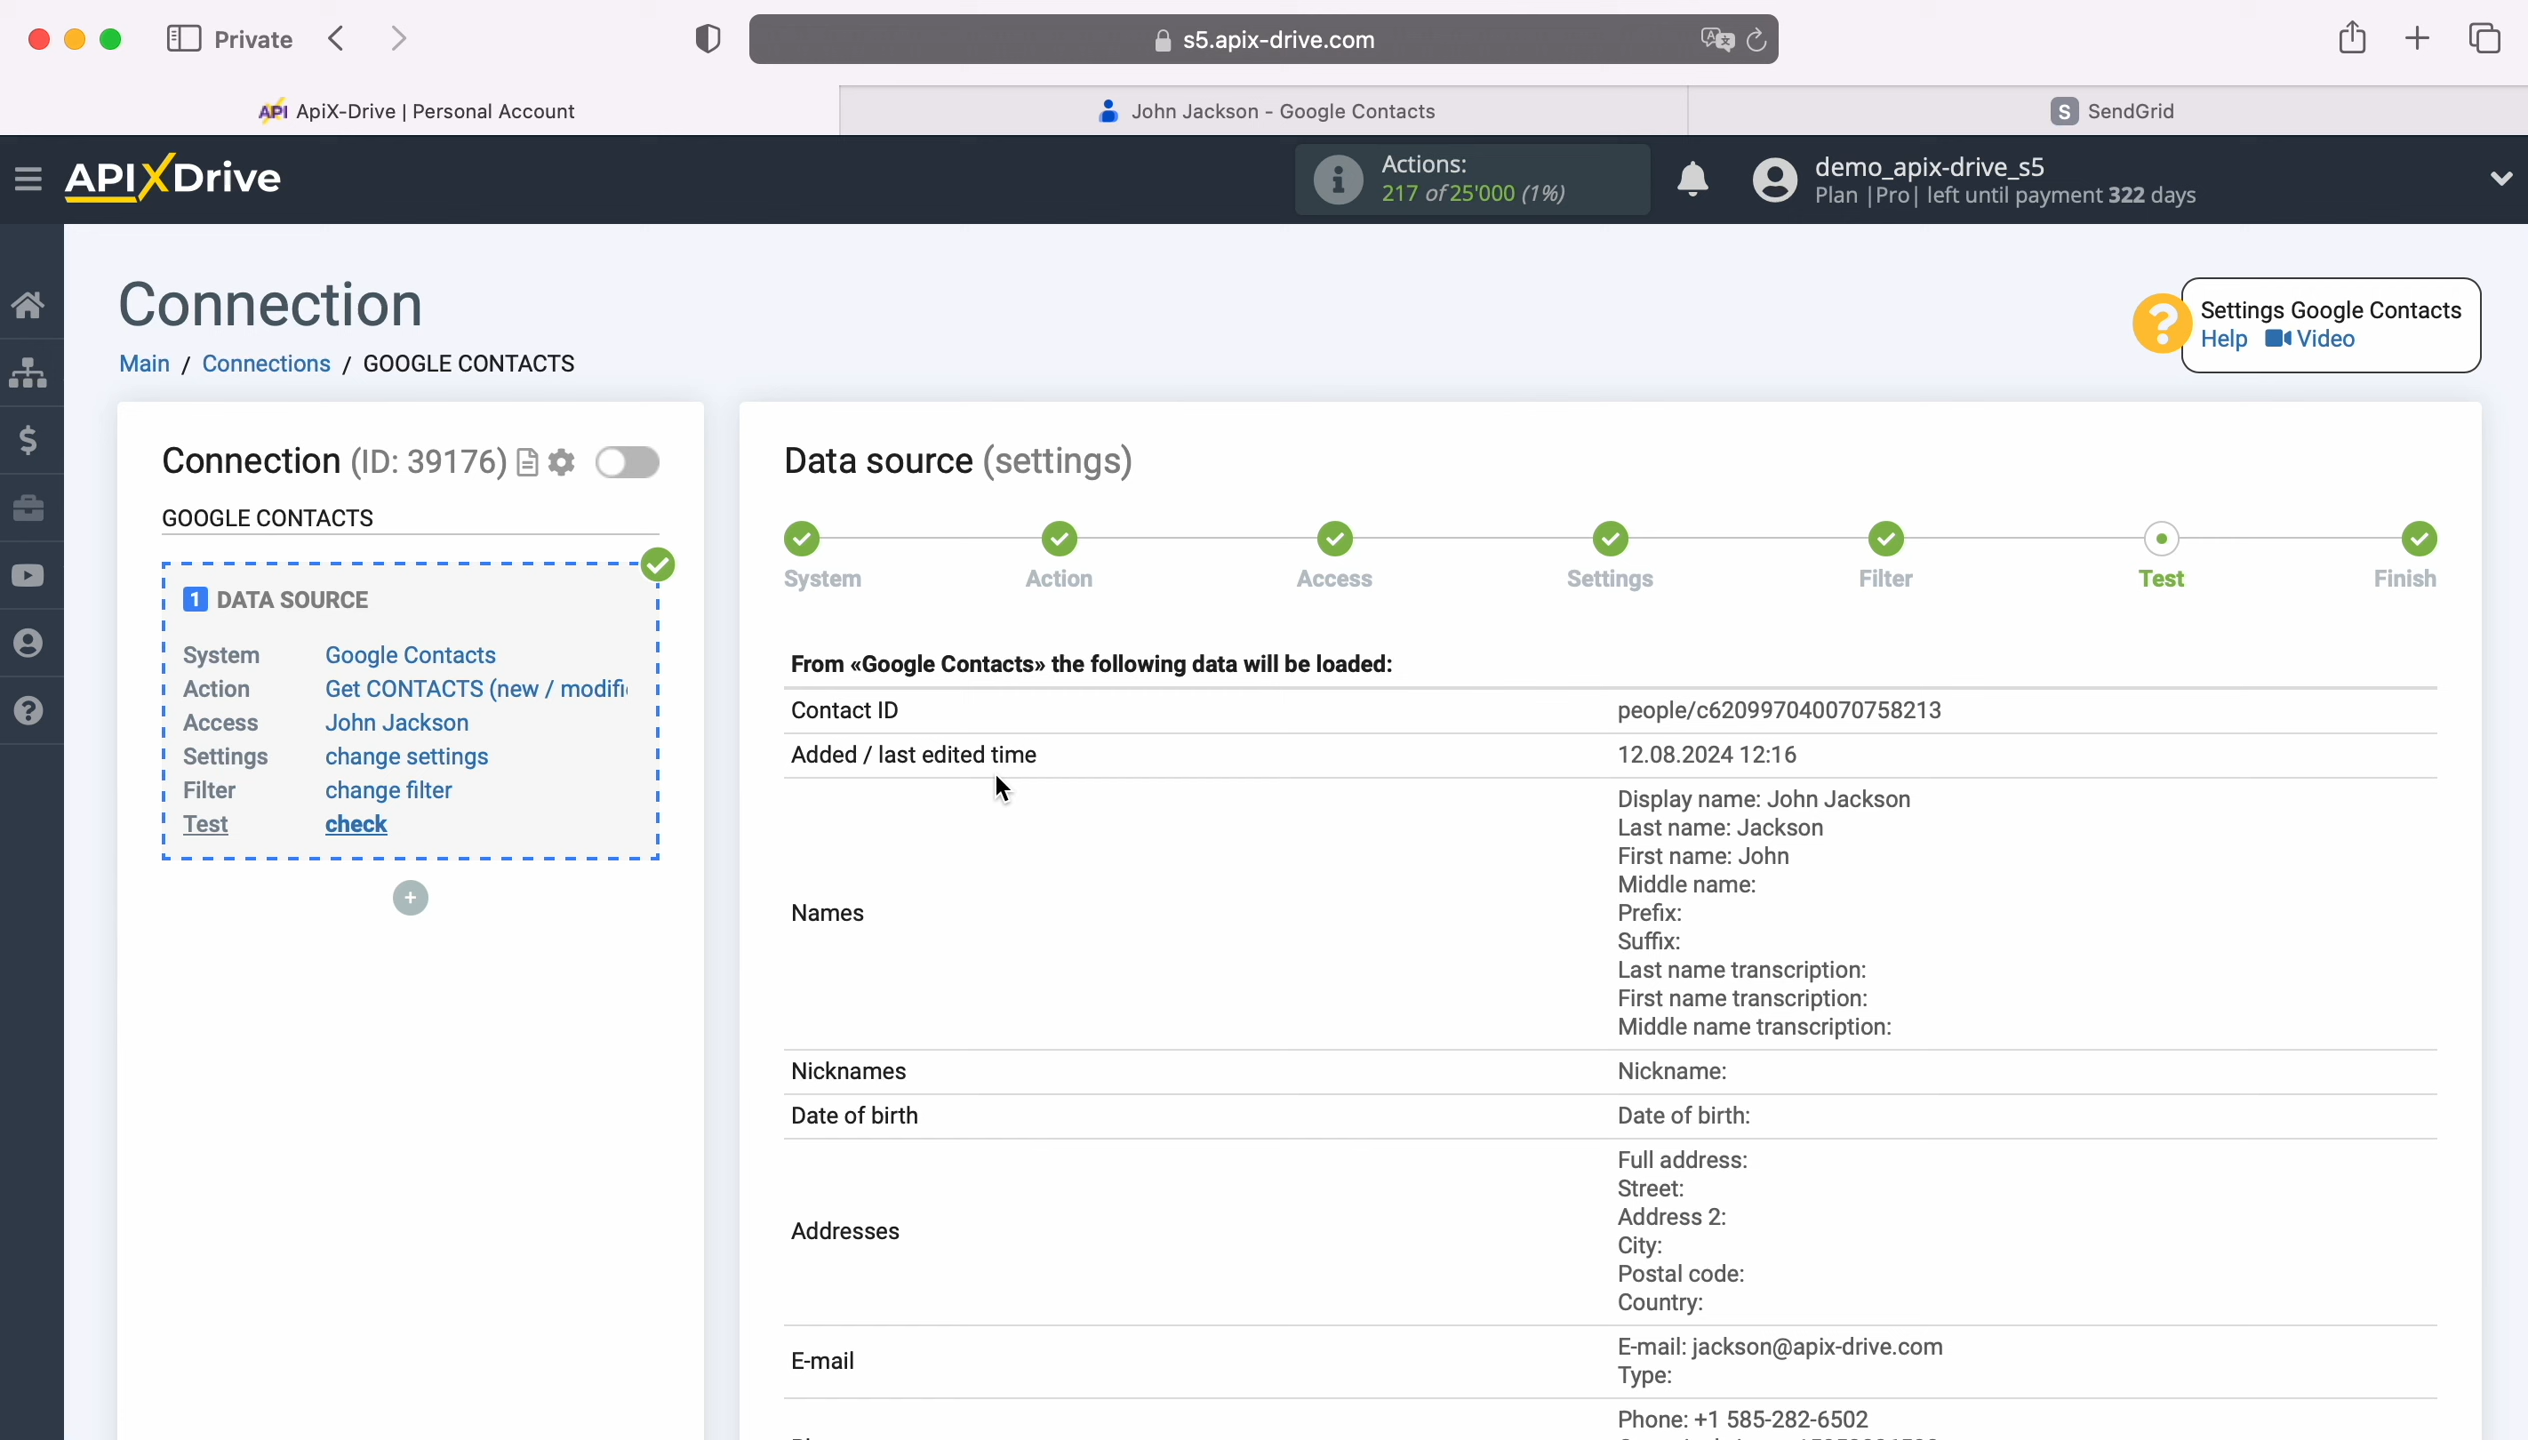 Private
s5.apix-drive.com
API ApiX-Drive | Personal Account
John Jackson - Google Contacts
S SendGrid
APIXDrive
Actions:
217 of 25'000 (1%)
demo_apix-drive_s5
Plan |Pro| left until payment 322 days
Connection
Main / Connections / GOOGLE CONTACTS
Settings Google Contacts
Help Video
Connection (ID: 39176)
GOOGLE CONTACTS
1 DATA SOURCE
System Google Contacts
Action Get CONTACTS (new / modifi
Access John Jackson
Settings change settings
Filter change filter
Test check
Data source (settings)
System Action Access Settings Filter Test Finish
From «Google Contacts» the following data will be loaded:
Contact ID people/c620997040070758213
Added / last edited time 12.08.2024 12:16
Names
Display name: John Jackson
Last name: Jackson
First name: John
Middle name:
Prefix:
Suffix:
Last name transcription:
First name transcription:
Middle name transcription:
Nicknames Nickname:
Date of birth Date of birth:
Addresses
Full address:
Street:
Address 2:
City:
Postal code:
Country:
E-mail
E-mail: jackson@apix-drive.com
Type:
Phone: +1 585-282-6502